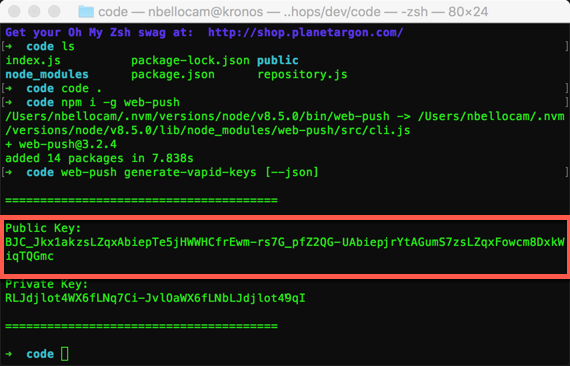 code — nbellocam@kronos — ..hops/dev/code — -zsh — 80×24
Get your Oh My Zsh swag at:  http://shop.planetargon.com/
[➜  code ls
index.js          package-lock.json public
node_modules      package.json      repository.js
[➜  code code .
[➜  code npm i -g web-push
/Users/nbellocam/.nvm/versions/node/v8.5.0/bin/web-push -> /Users/nbellocam/.nvm
/versions/node/v8.5.0/lib/node_modules/web-push/src/cli.js
+ web-push@3.2.4
added 14 packages in 7.838s
[➜  code web-push generate-vapid-keys [--json]
=======================================
Public Key:
BJC_Jkx1akzsLZqxAbiepTe5jHWWHCfrEwm-rs7G_pfZ2QG-UAbiepjrYtAGumS7zsLZqxFowcm8DxkW
iqTQGmc
Private Key:
RLJdjlot4WX6fLNq7Ci-JvlOaWX6fLNbLJdjlot49qI
=======================================
➜  code